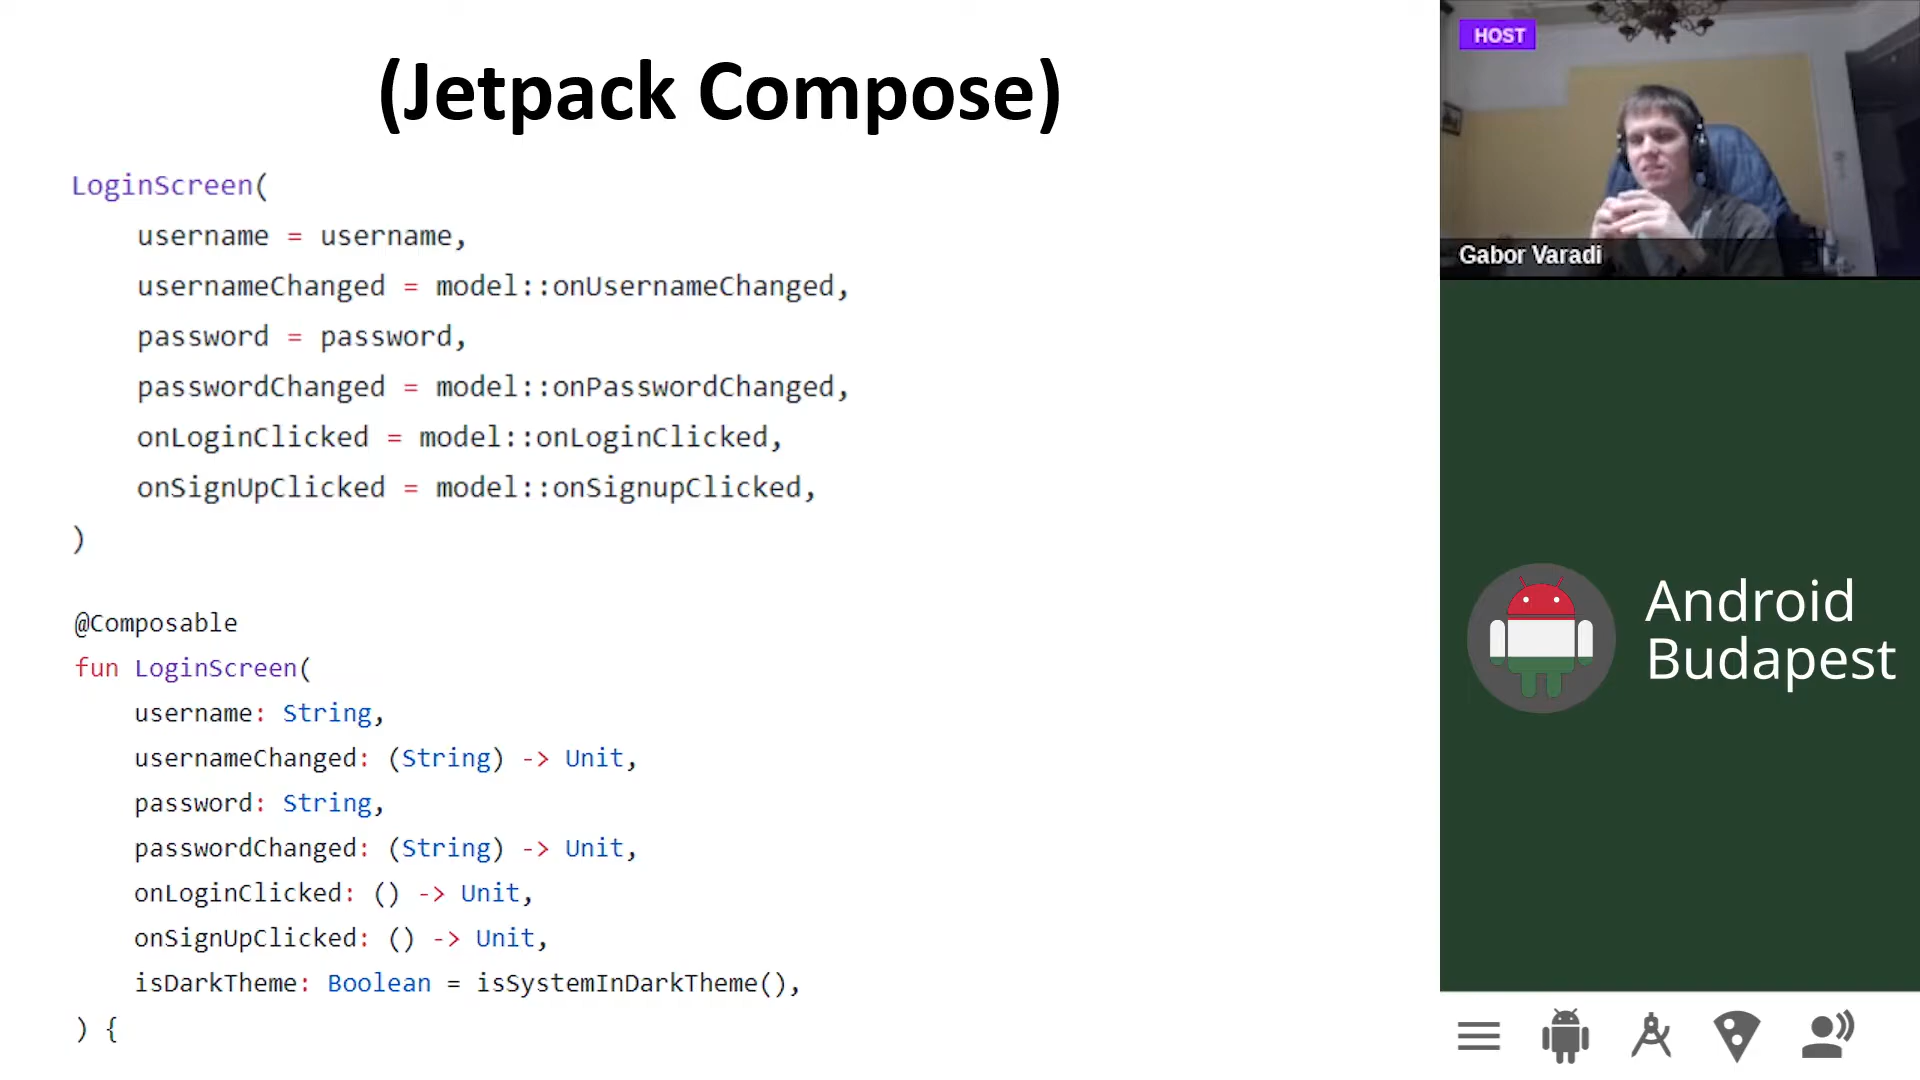 (Jetpack Compose)
LoginScreen(
username = username,
usernameChanged = model::onUsernameChanged,
password = password,
passwordChanged = model::onPasswordChanged,
onLoginClicked = model::onLoginClicked,
onSignUpClicked = model::onSignupClicked,
)
@Composable
fun LoginScreen(
username: String,
usernameChanged: (String) -> Unit,
password: String,
passwordChanged: (String) -> Unit,
onLoginClicked: () -> Unit,
onSignUpClicked: () -> Unit,
isDarkTheme: Boolean = isSystemInDarkTheme(),
) {
HOST
Gabor Varadi
Android
Budapest